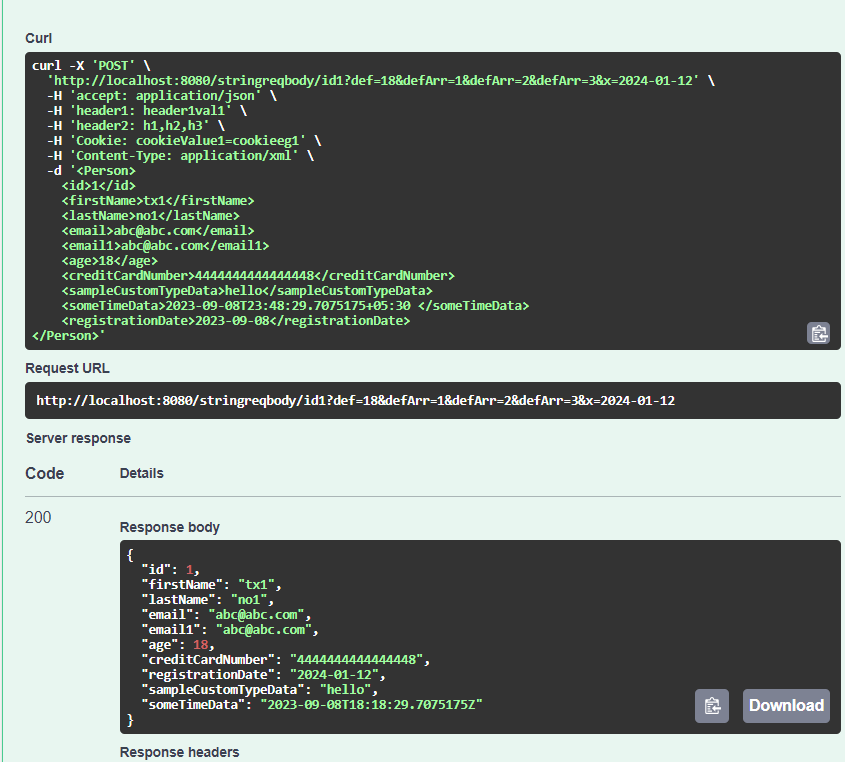 Curl
curl -X 'POST' \
  'http://localhost:8080/stringreqbody/id1?def=18&defArr=1&defArr=2&defArr=3&x=2024-01-12' \
  -H 'accept: application/json' \
  -H 'header1: header1val1' \
  -H 'header2: h1,h2,h3' \
  -H 'Cookie: cookieValue1=cookieeg1' \
  -H 'Content-Type: application/xml' \
  -d '<Person>
    <id>1</id>
    <firstName>tx1</firstName>
    <lastName>no1</lastName>
    <email>abc@abc.com</email>
    <email1>abc@abc.com</email1>
    <age>18</age>
    <creditCardNumber>4444444444444448</creditCardNumber>
    <sampleCustomTypeData>hello</sampleCustomTypeData>
    <someTimeData>2023-09-08T23:48:29.7075175+05:30 </someTimeData>
    <registrationDate>2023-09-08</registrationDate>
</Person>'
Request URL
http://localhost:8080/stringreqbody/id1?def=18&defArr=1&defArr=2&defArr=3&x=2024-01-12
Server response
Code Details
200
Response body
{
  "id": 1,
  "firstName": "tx1",
  "lastName": "no1",
  "email": "abc@abc.com",
  "email1": "abc@abc.com",
  "age": 18,
  "creditCardNumber": "4444444444444448",
  "registrationDate": "2024-01-12",
  "sampleCustomTypeData": "hello",
  "someTimeData": "2023-09-08T18:18:29.7075175Z"
}
Download
Response headers